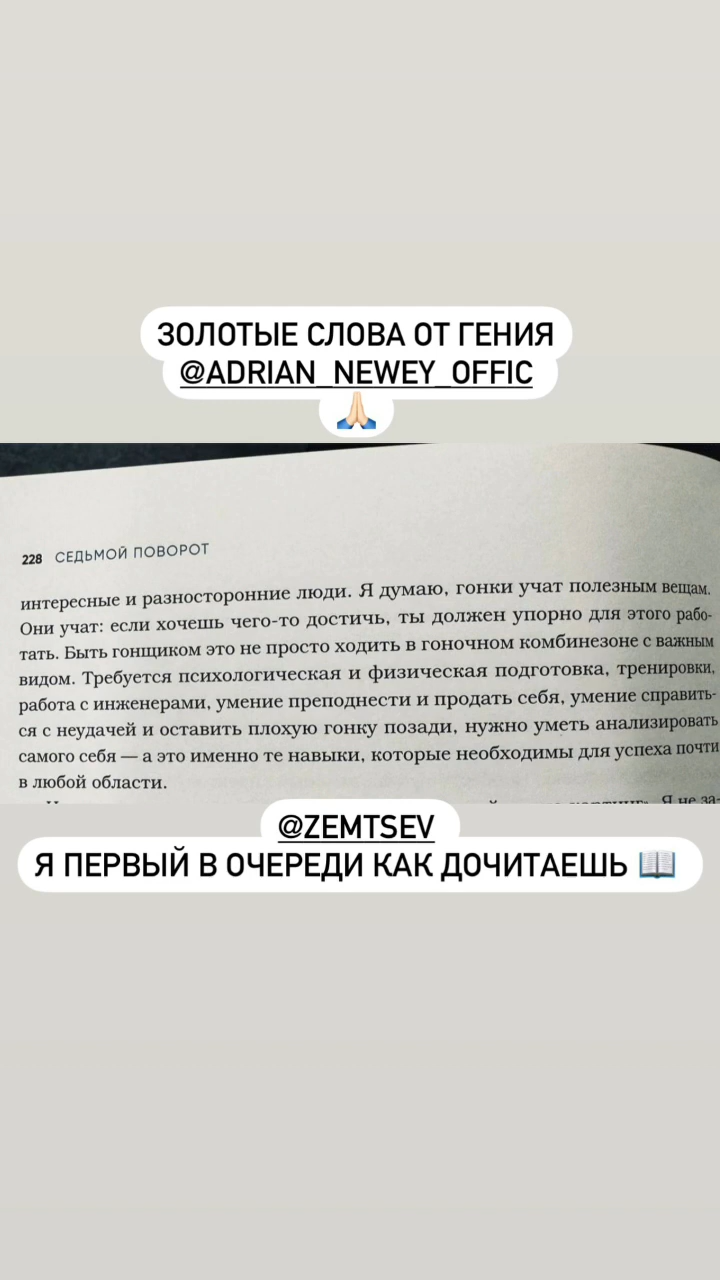 ЗОЛОТЫЕ СЛОВА ОТ ГЕНИЯ
@ADRIAN_NEWEY_OFFIC
228 СЕДЬМОЙ ПОВОРОТ
интересные и разносторонние люди. Я думаю, гонки учат полезным вещам.
Они учат: если хочешь чего-то достичь, ты должен упорно для этого рабо-
тать. Быть гонщиком это не просто ходить в гоночном комбинезоне с важным
видом. Требуется психологическая и физическая подготовка, тренировки,
работа с инженерами, умение преподнести и продать себя, умение справить-
ся с неудачей и оставить плохую гонку позади, нужно уметь анализировать
самого себя — а это именно те навыки, которые необходимы для успеха почти
в любой области.
@ZEMTSEV
Я ПЕРВЫЙ В ОЧЕРЕДИ КАК ДОЧИТАЕШЬ